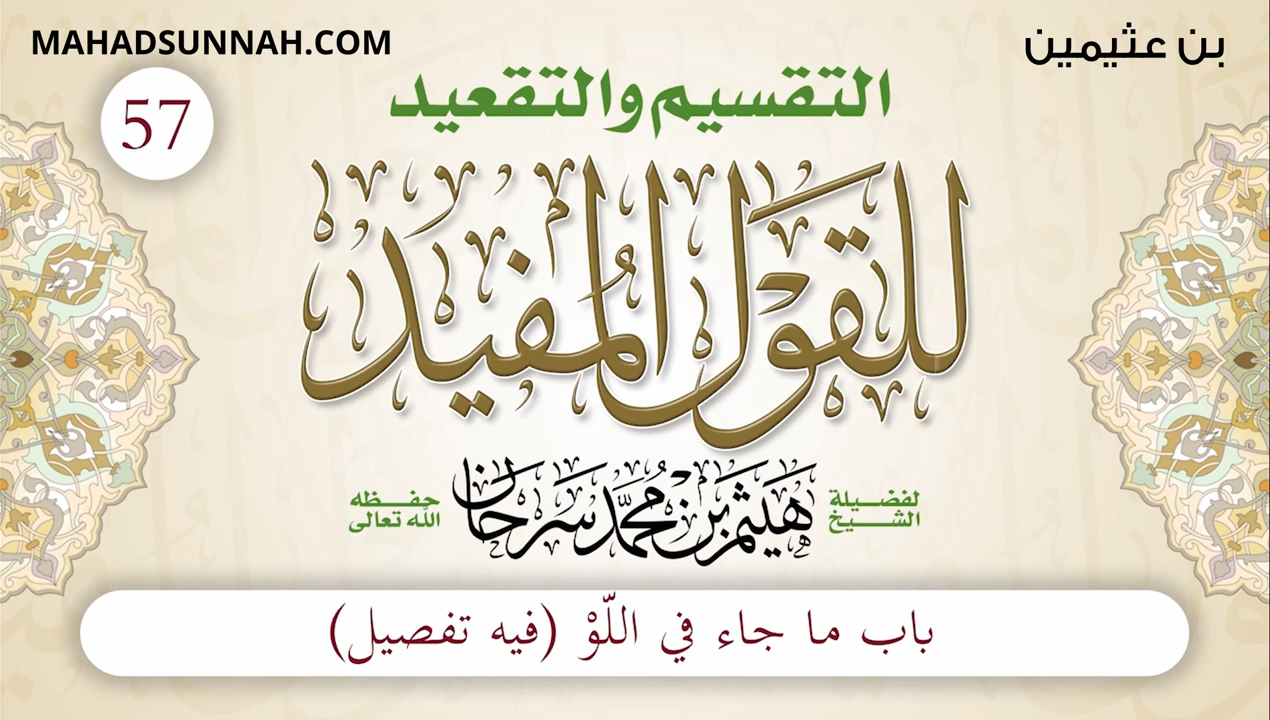 MAHADSUNNAH.COM
بن عثيمين
57
التقسيم والتقعيد
للقول المفيد
لفضيلة الشيخ
هيثم بن محمد سرحان
حفظه الله تعالى
باب ما جاء في اللّوْ (فيه تفصيل)